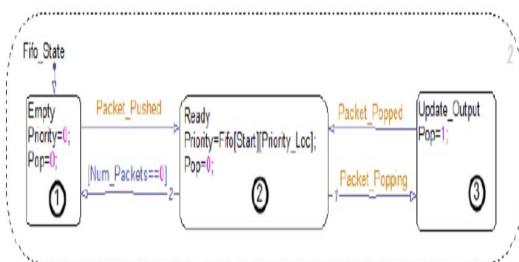 2
Fifo_State
Empty
Priority=0;
Pop=0;
1
Packet_Pushed
[Num_Packets==0]
2
Ready
Priority=Fifo[Start][Priority_Loc];
Pop=0;
2
Packet_Popped
1
Packet_Popping
Update_Output
Pop=1;
3